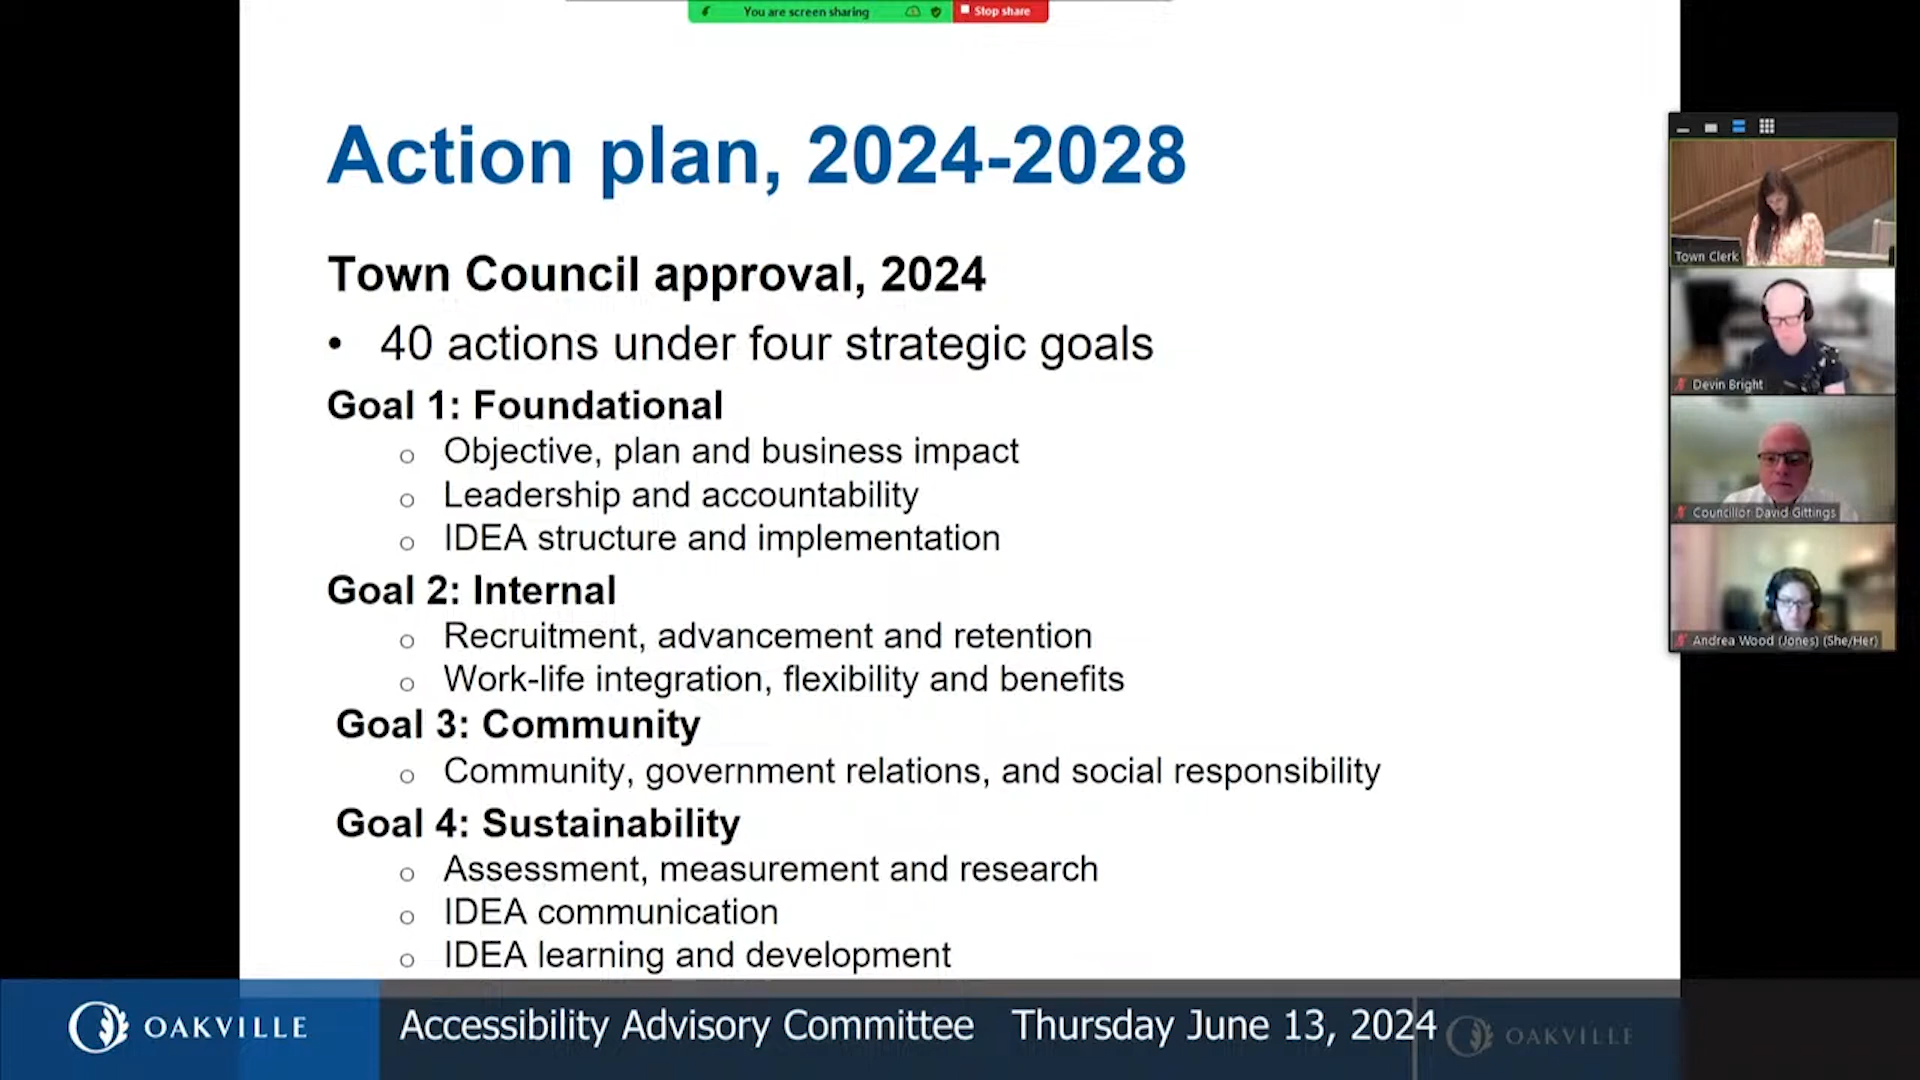 You are screen sharing
Stop share
Action plan, 2024-2028
Town Council approval, 2024
• 40 actions under four strategic goals
Goal 1: Foundational
o Objective, plan and business impact
o Leadership and accountability
o IDEA structure and implementation
Goal 2: Internal
o Recruitment, advancement and retention
o Work-life integration, flexibility and benefits
Goal 3: Community
o Community, government relations, and social responsibility
Goal 4: Sustainability
o Assessment, measurement and research
o IDEA communication
o IDEA learning and development
Town Clerk
Devin Bright
Councillor David Gittings
Andrea Wood (Jones) (She/Her)
OAKVILLE
Accessibility Advisory Committee Thursday June 13, 2024
OAKVILLE